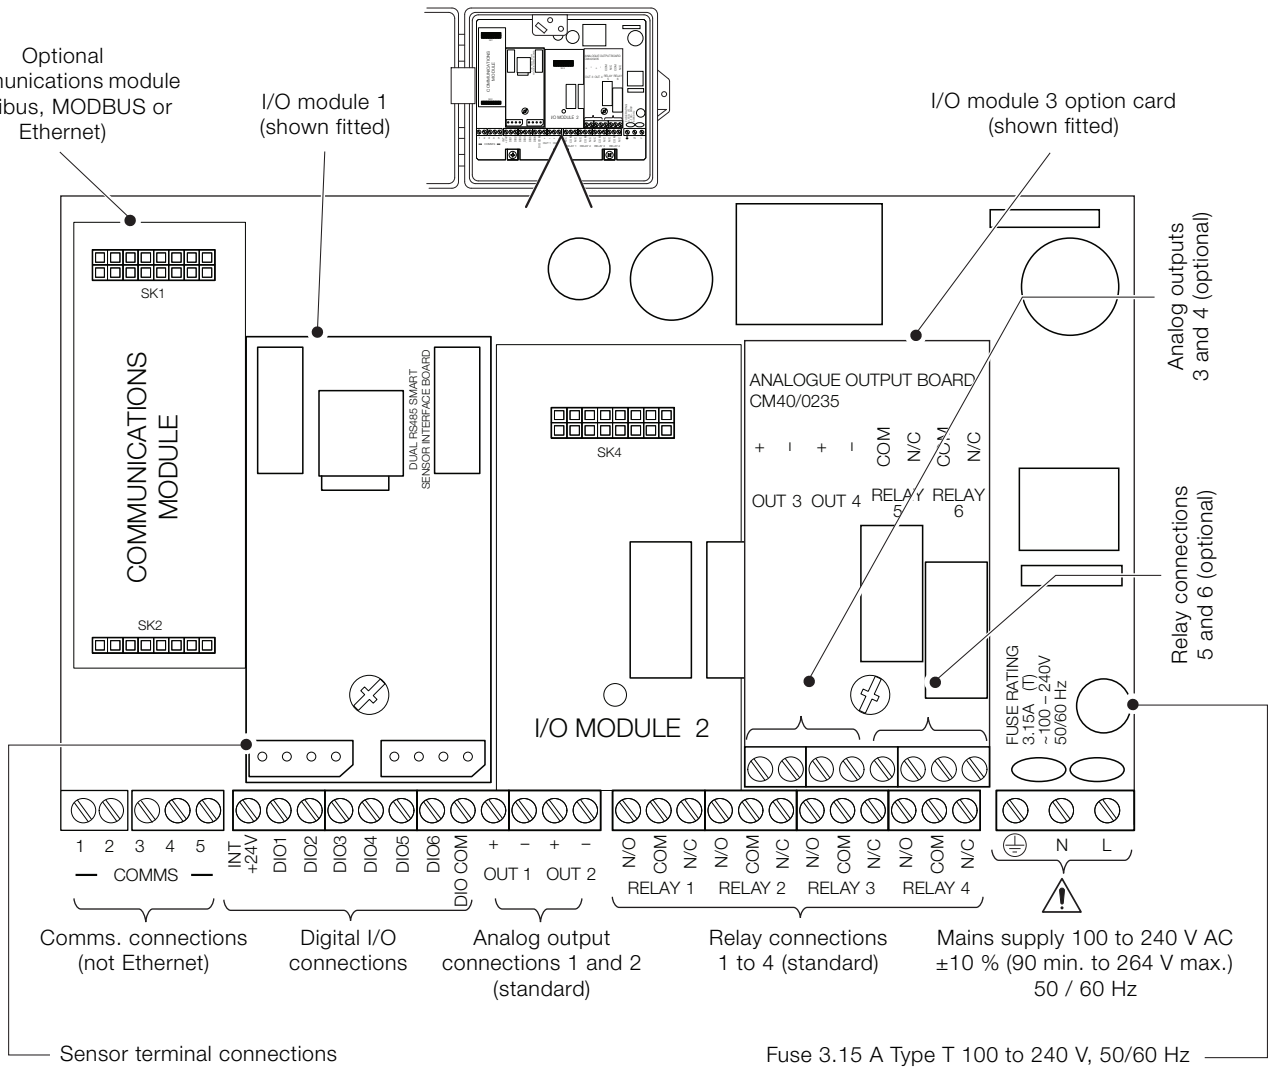 Optional
munications module
ibus, MODBUS or
Ethernet)
I/O module 1
(shown fitted)
I/O module 3 option card
(shown fitted)
COMMUNICATIONS
MODULE
I/O MODULE 2
Analog outputs
3 and 4 (optional)
SK1
COMMUNICATIONS
MODULE
SK2
DUAL RS485 SMART
SENSOR INTERFACE BOARD
SK4
I/O MODULE 2
ANALOGUE OUTPUT BOARD
CM40/0235
+ − + − COM N/C COM N/C
OUT 3 OUT 4 RELAY 5 RELAY 6
Relay connections
5 and 6 (optional)
FUSE RATING
3.15A (T)
~100 – 240V
50/60 Hz
1 2 3 4 5
COMMS
INT +24V DIO1 DIO2 DIO3 DIO4 DIO5 DIO6 DIO COM
+ − + −
OUT 1 OUT 2
N/O COM N/C N/O COM N/C N/O COM N/C N/O COM N/C
RELAY 1 RELAY 2 RELAY 3 RELAY 4
N L
Comms. connections
(not Ethernet)
Digital I/O
connections
Analog output
connections 1 and 2
(standard)
Relay connections
1 to 4 (standard)
Mains supply 100 to 240 V AC
±10 % (90 min. to 264 V max.)
50 / 60 Hz
Sensor terminal connections
Fuse 3.15 A Type T 100 to 240 V, 50/60 Hz